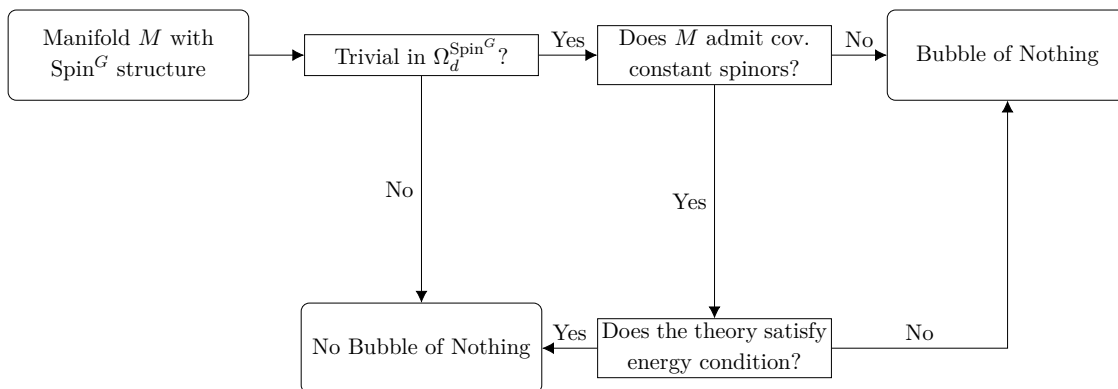 Manifold M with
Spin^G structure
Trivial in Ω_d^{Spin^G}?
Yes
Does M admit cov.
constant spinors?
No
Bubble of Nothing
No
Yes
No Bubble of Nothing
Yes
Does the theory satisfy
energy condition?
No